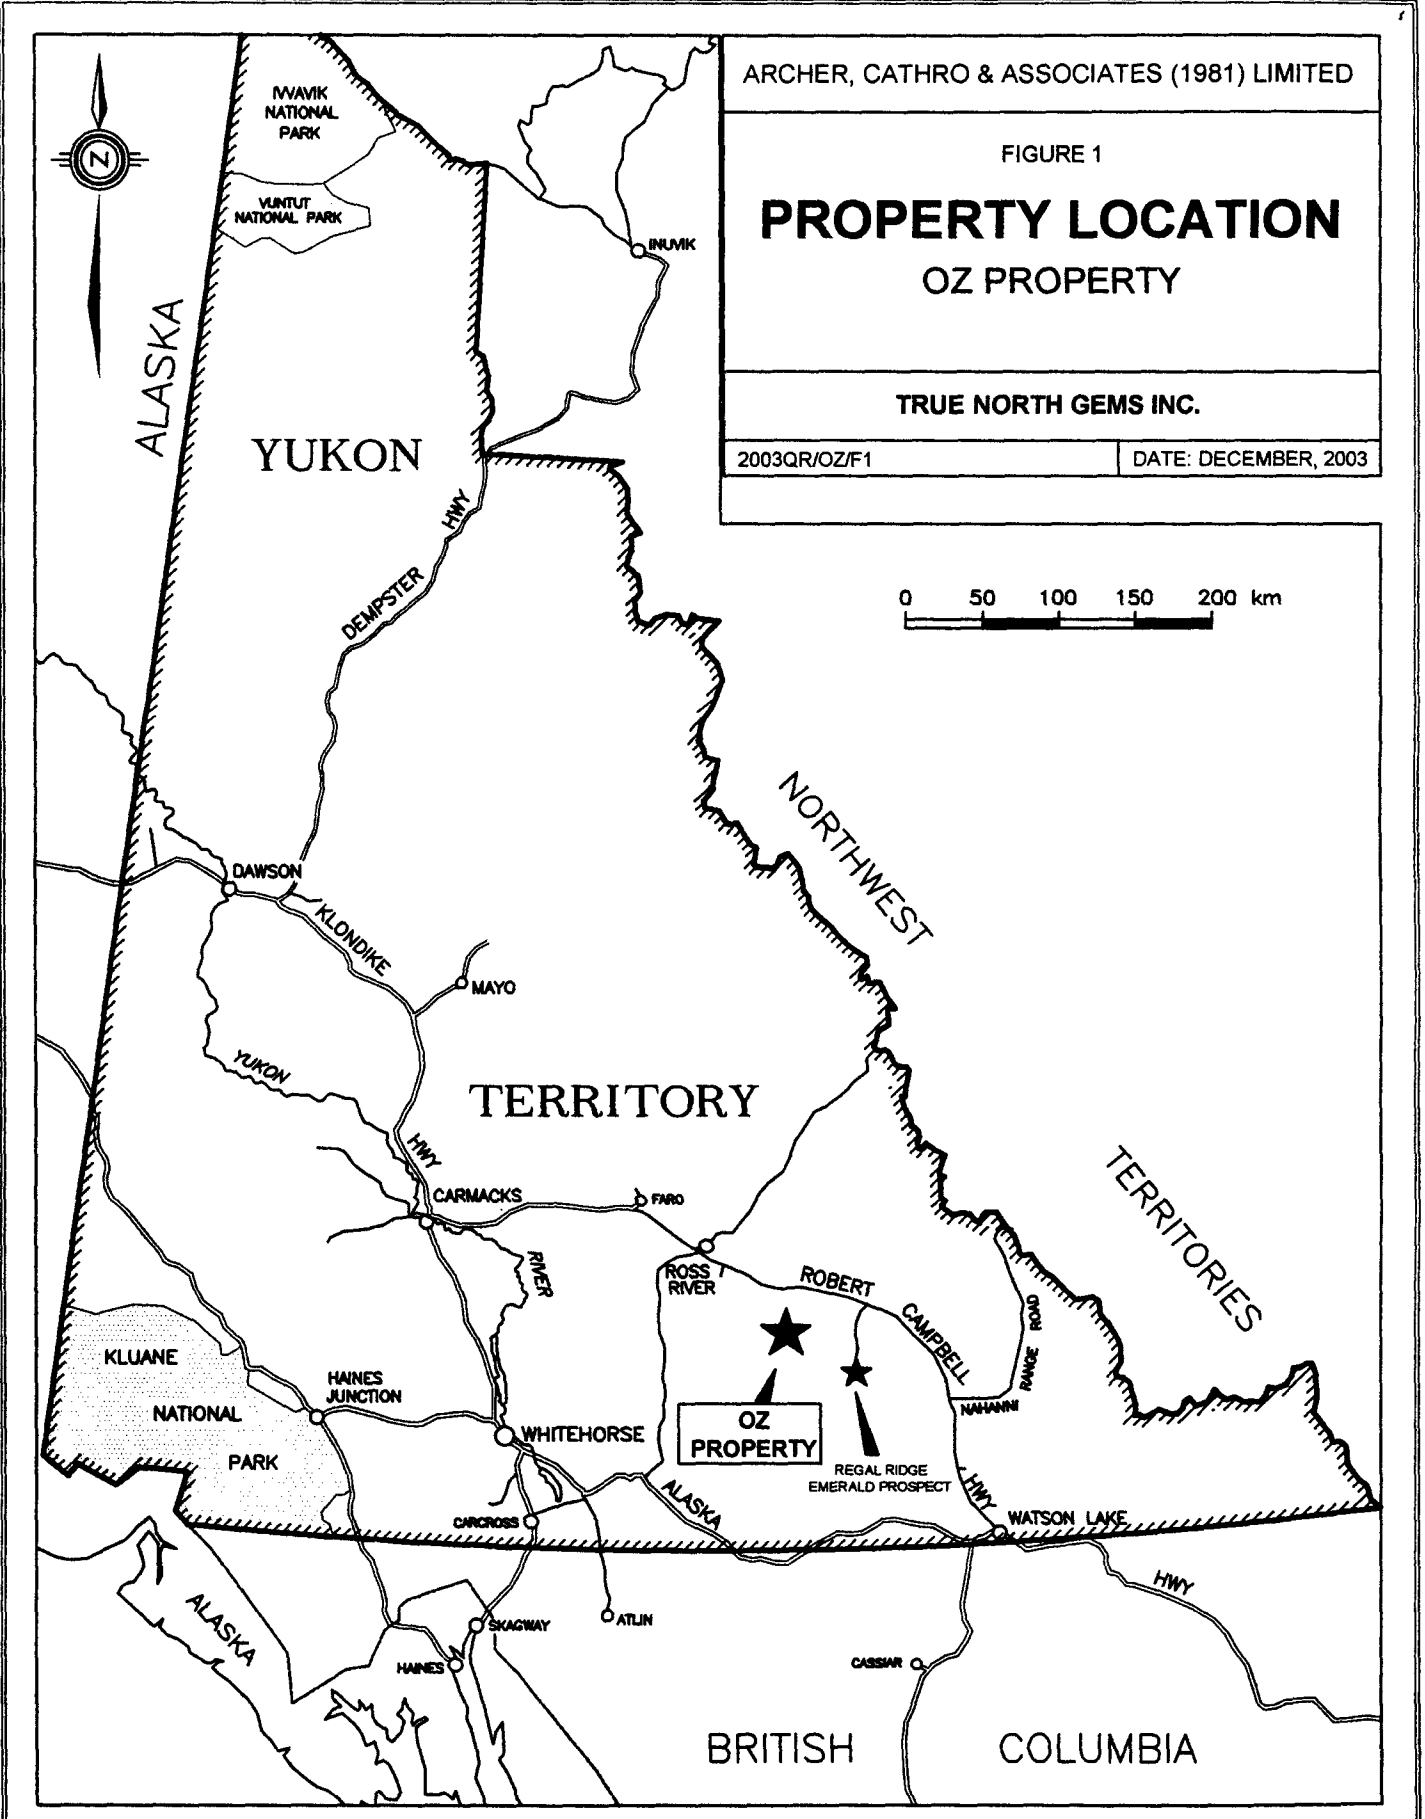 ARCHER, CATHRO & ASSOCIATES (1981) LIMITED
FIGURE 1
PROPERTY LOCATION
OZ PROPERTY
TRUE NORTH GEMS INC.
2003QR/OZ/F1
DATE: DECEMBER, 2003
N
IVVAVIK
NATIONAL
PARK
VUNTUT
NATIONAL PARK
INUVIK
ALASKA
YUKON
DEMPSTER
HWY
0 50 100 150 200 km
NORTHWEST
DAWSON
KLONDIKE
MAYO
YUKON
TERRITORY
HWY
CARMACKS
FARO
TERRITORIES
RIVER
ROSS
RIVER
ROBERT
CAMPBELL
RANGE ROAD
NAHANNI
KLUANE
NATIONAL
PARK
HAINES
JUNCTION
WHITEHORSE
OZ
PROPERTY
REGAL RIDGE
EMERALD PROSPECT
ALASKA
HWY
CARCROSS
WATSON LAKE
HWY
ALASKA
SKAGWAY
ATLIN
HAINES
CASSIAR
BRITISH COLUMBIA